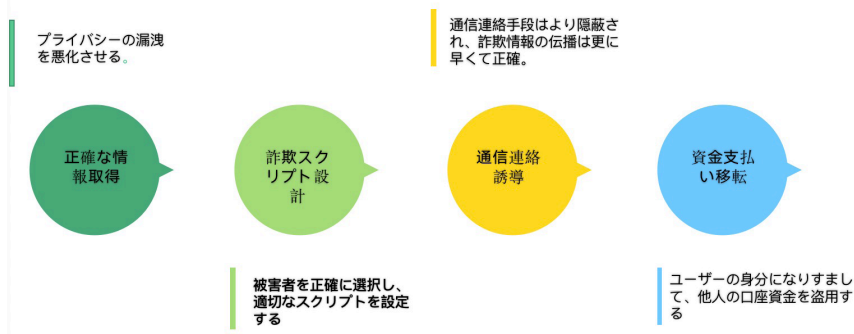 プライバシーの漏洩
を悪化させる。
通信連絡手段はより隠蔽さ
れ、詐欺情報の伝播は更に
早くて正確。
正確な情
報取得
詐欺スク
リプト設
計
通信連絡
誘導
資金支払
い移転
被害者を正確に選択し、
適切なスクリプトを設定
する
ユーザーの身分になりすまし
て、他人の口座資金を盗用す
る